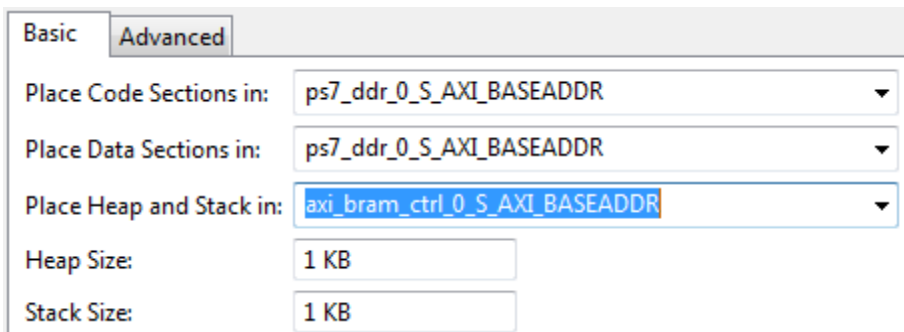 Basic Advanced
Place Code Sections in: ps7_ddr_0_S_AXI_BASEADDR
Place Data Sections in: ps7_ddr_0_S_AXI_BASEADDR
Place Heap and Stack in: axi_bram_ctrl_0_S_AXI_BASEADDR
Heap Size: 1 KB
Stack Size: 1 KB